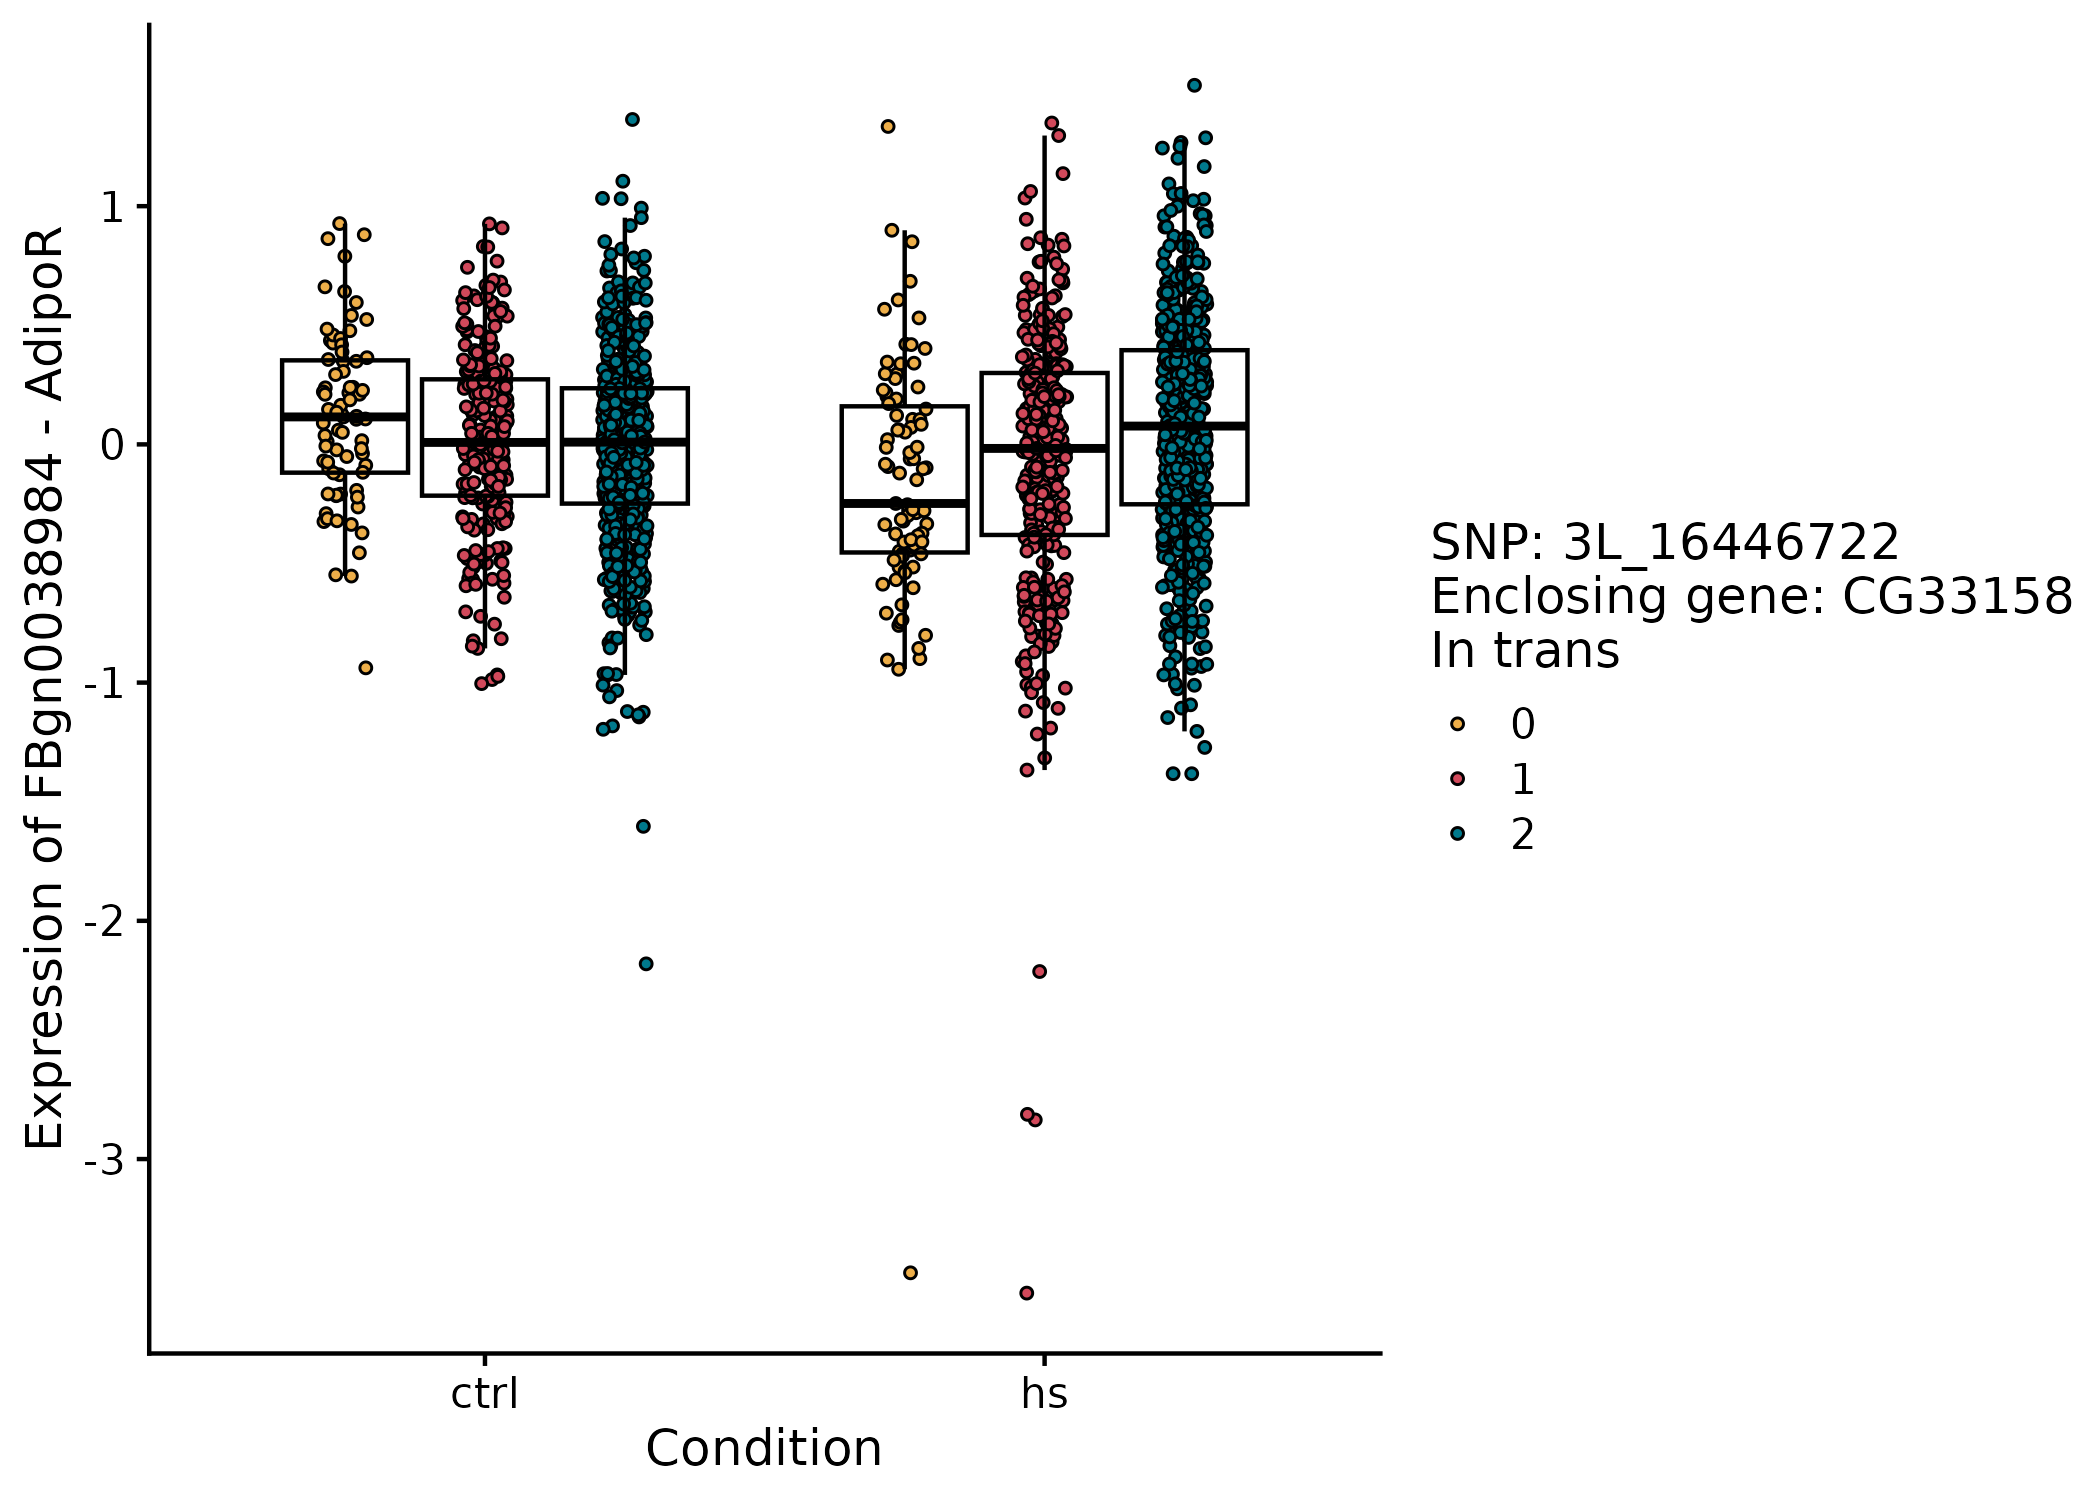 Expression of FBgn0038984 - AdipoR
1
0
-1
-2
-3
ctrl
hs
Condition
SNP: 3L_16446722
Enclosing gene: CG33158
In trans
0
1
2